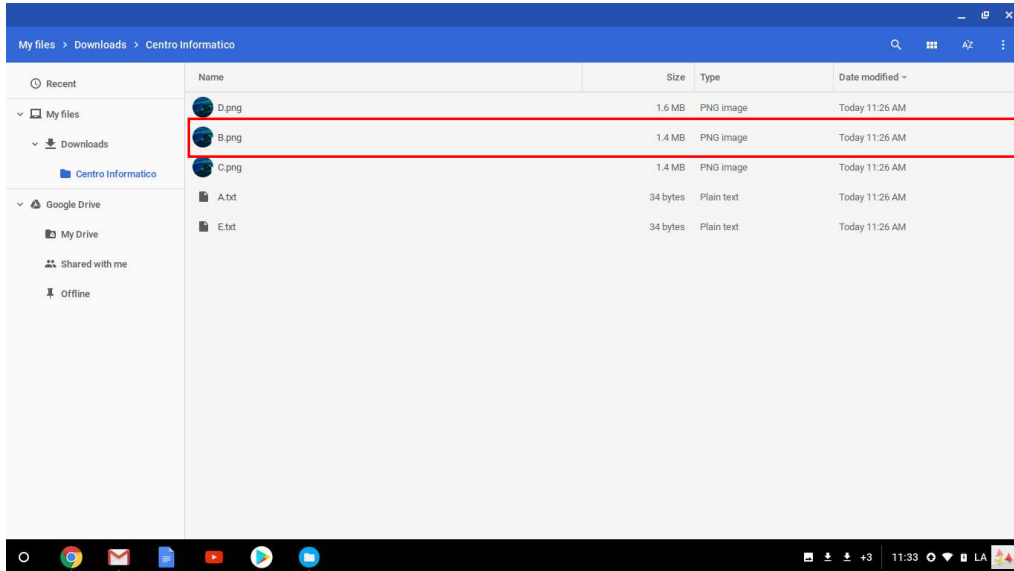 My files > Downloads > Centro Informatico
AZ
Recent
My files
Downloads
Centro Informatico
Google Drive
My Drive
Shared with me
Offline
Name Size Type Date modified
D.png 1.6 MB PNG image Today 11:26 AM
B.png 1.4 MB PNG image Today 11:26 AM
C.png 1.4 MB PNG image Today 11:26 AM
A.txt 34 bytes Plain text Today 11:26 AM
E.txt 34 bytes Plain text Today 11:26 AM
+3 11:33 LA